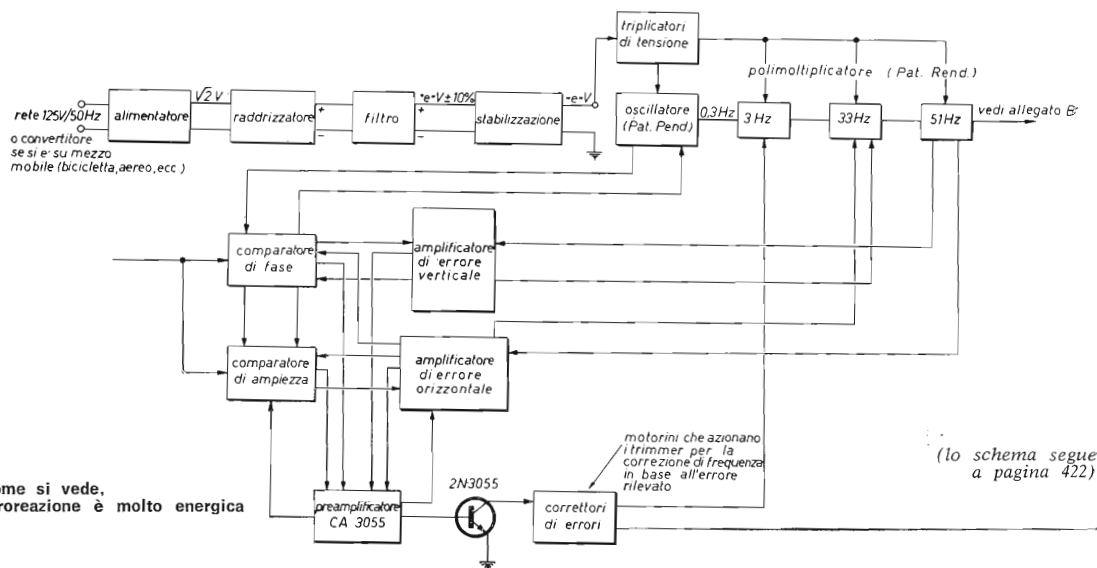 triplicatori
di tensione
polimoltiplicatore (Pat. Rend.)
rete 125V/50Hz
o convertitore
se si e' su mezzo
mobile (bicicletta, aereo, ecc.)
alimentatore
√2 V
raddrizzatore
+
−
filtro
"e"V±10%
+
−
stabilizzazione
-e-V
oscillatore
(Pat. Pend.)
0,3Hz
3 Hz
33Hz
51Hz
vedi allegato B'
comparatore
di fase
amplificatore
di errore
verticale
comparatore
di ampiezza
amplificatore
di errore
orizzontale
motorini che azionano
i trimmer per la
correzione di frequenza
in base all'errore
rilevato
(lo schema segue
a pagina 422)
ome si vede,
roreazione è molto energica
preamplificatore
CA 3055
2N3055
correttori
di errori